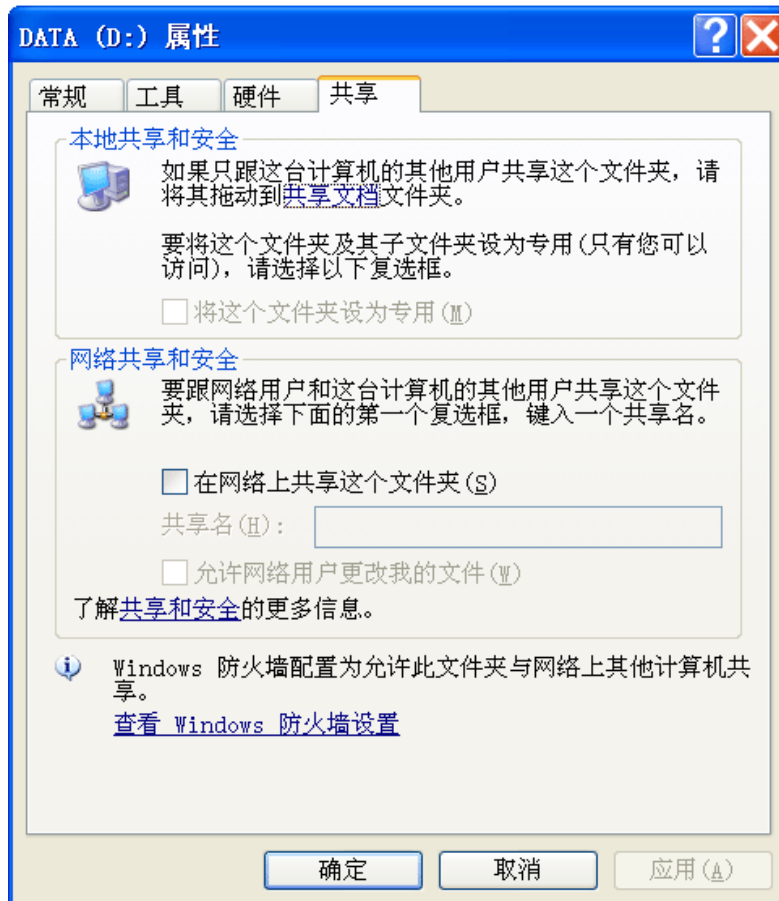 DATA (D:) 属性
常规 工具 硬件 共享
本地共享和安全
如果只跟这台计算机的其他用户共享这个文件夹，请
将其拖动到共享文档文件夹。
要将这个文件夹及其子文件夹设为专用(只有您可以
访问)，请选择以下复选框。
将这个文件夹设为专用(M)
网络共享和安全
要跟网络用户和这台计算机的其他用户共享这个文件
夹，请选择下面的第一个复选框，键入一个共享名。
在网络上共享这个文件夹(S)
共享名(H):
允许网络用户更改我的文件(W)
了解共享和安全的更多信息。
Windows 防火墙配置为允许此文件夹与网络上其他计算机共
享。
查看 Windows 防火墙设置
确定 取消 应用(A)